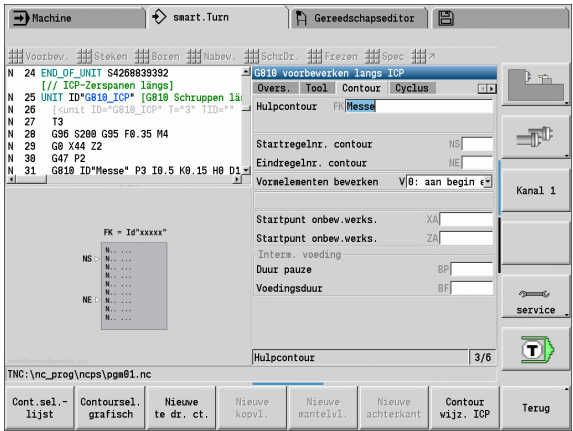 Machine
smart.Turn
Gereedschapseditor
Voorbew.
Steken
Boren
Nabew.
SchrDr.
Frezen
Spec
N 24 END_OF_UNIT S4268839392
[// ICP-Zerspanen längs]
N 25 UNIT ID"G810_ICP" [G810 Schruppen lä
N 26 [<unit ID="G810_ICP" T="3" TID=""
N 27 T3
N 28 G96 S200 G95 F0.35 M4
N 29 G0 X44 Z2
N 30 G47 P2
N 31 G810 ID"Messe" P3 I0.5 K0.15 H0 D1
G810 voorbewerken langs ICP
Overs. Tool Contour Cyclus
Hulpcontour FK Messe
Startregelnr. contour NS
Eindregelnr. contour NE
Vormelementen bewerken V 0: aan begin e
Startpunt onbew.werks. XA
Startpunt onbew.werks. ZA
Interm. voeding
Duur pauze BP
Voedingsduur BF
Hulpcontour 3/6
FK = Id"xxxxx"
N.. ...
NS N.. ...
N.. ...
N.. ...
N.. ...
NE N.. ...
N.. ...
N.. ...
Kanal 1
service
T
TNC:\nc_prog\ncps\pgm01.nc
Cont.sel.-
lijst
Contoursel.
grafisch
Nieuwe
te dr. ct.
Nieuwe
kopvl.
Nieuwe
mantelvl.
Nieuwe
achterkant
Contour
wijz. ICP
Terug